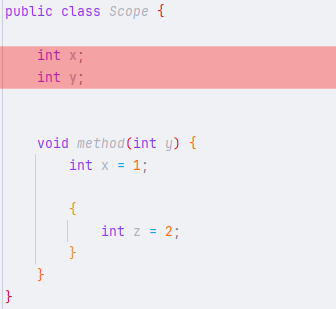 public class Scope {
int x;
int y;
void method(int y) {
int x = 1;
{
int z = 2;
}
}
}